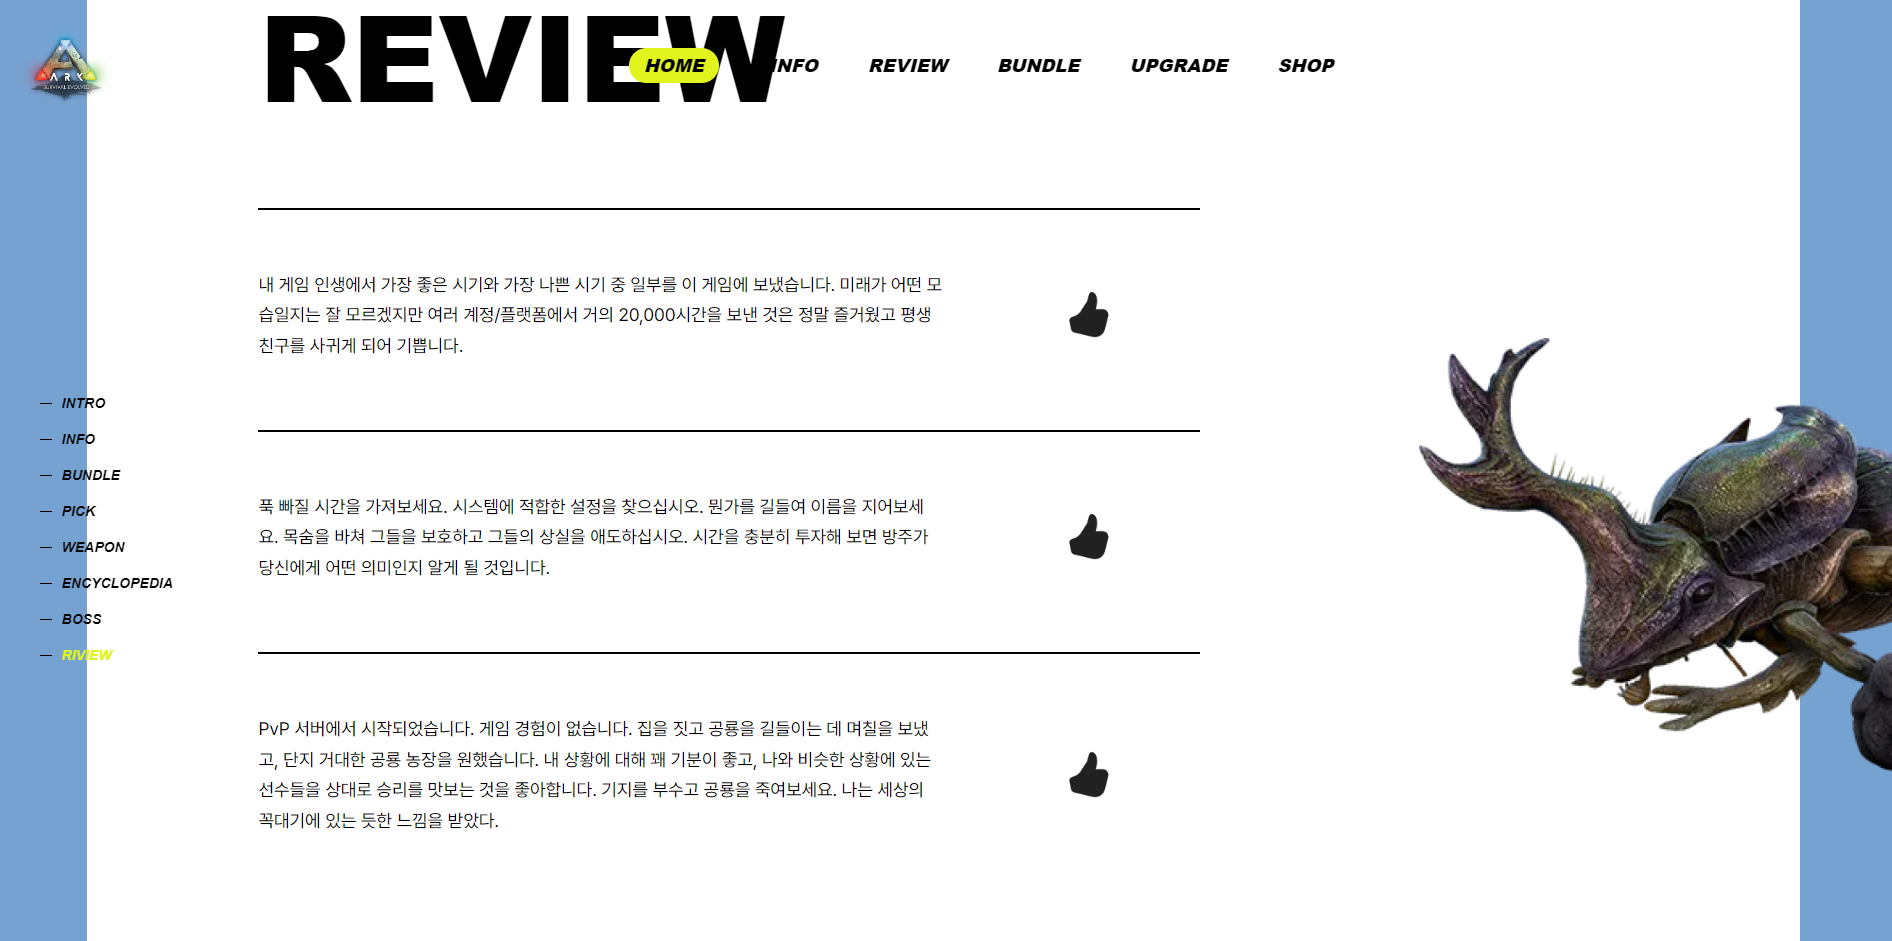 REVIEW
ARK
SURVIVAL EVOLVED
HOME
INFO
REVIEW
BUNDLE
UPGRADE
SHOP
내 게임 인생에서 가장 좋은 시기와 가장 나쁜 시기 중 일부를 이 게임에 보냈습니다. 미래가 어떤 모
습일지는 잘 모르겠지만 여러 계정/플랫폼에서 거의 20,000시간을 보낸 것은 정말 즐거웠고 평생
친구를 사귀게 되어 기쁩니다.
INTRO
INFO
BUNDLE
PICK
WEAPON
ENCYCLOPEDIA
BOSS
RIVIEW
푹 빠질 시간을 가져보세요. 시스템에 적합한 설정을 찾으십시오. 뭔가를 길들여 이름을 지어보세
요. 목숨을 바쳐 그들을 보호하고 그들의 상실을 애도하십시오. 시간을 충분히 투자해 보면 방주가
당신에게 어떤 의미인지 알게 될 것입니다.
PvP 서버에서 시작되었습니다. 게임 경험이 없습니다. 집을 짓고 공룡을 길들이는 데 며칠을 보냈
고, 단지 거대한 공룡 농장을 원했습니다. 내 상황에 대해 꽤 기분이 좋고, 나와 비슷한 상황에 있는
선수들을 상대로 승리를 맛보는 것을 좋아합니다. 기지를 부수고 공룡을 죽여보세요. 나는 세상의
꼭대기에 있는 듯한 느낌을 받았다.